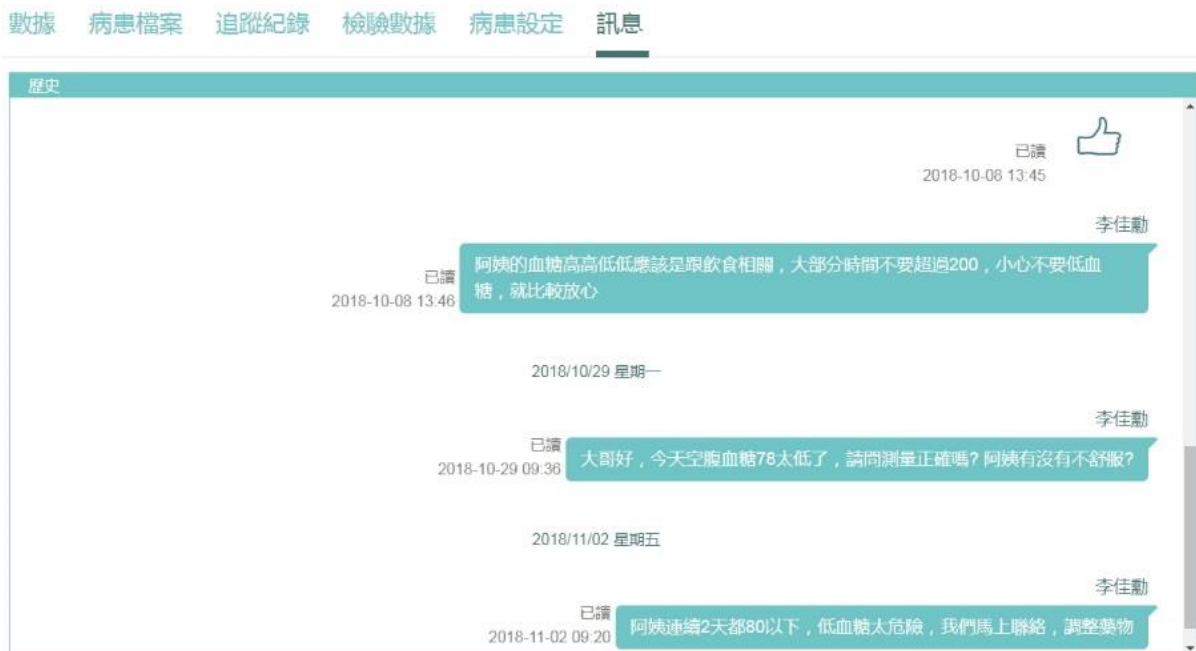 數據 病患檔案 追蹤紀錄 檢驗數據 病患設定 訊息
歷史
已讀
2018-10-08 13:45
李佳勳
阿姨的血糖高高低低應該是跟飲食相關，大部分時間不要超過200，小心不要低血
糖，就比較放心
已讀
2018-10-08 13:46
2018/10/29 星期一
李佳勳
大哥好，今天空腹血糖78太低了，請問測量正確嗎? 阿姨有沒有不舒服?
已讀
2018-10-29 09:36
2018/11/02 星期五
李佳勳
阿姨連續2天都80以下，低血糖太危險，我們馬上聯絡，調整藥物
已讀
2018-11-02 09:20